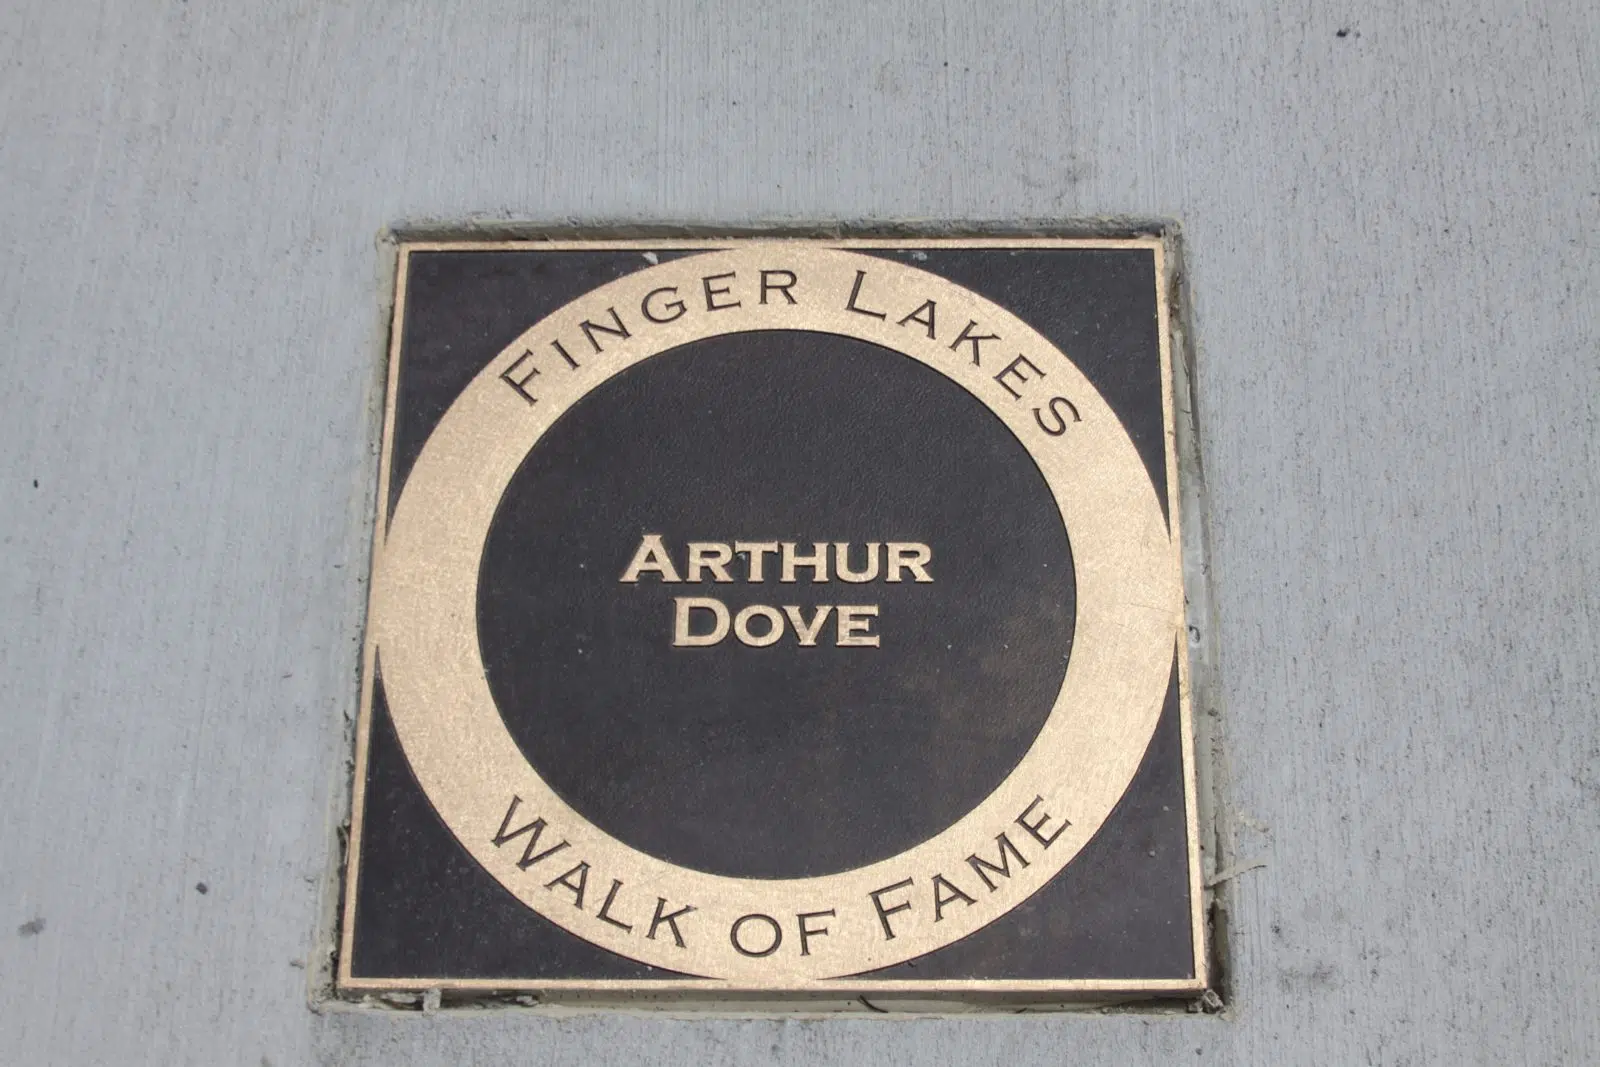 FINGER LAKES
ARTHUR
DOVE
WALK OF FAME